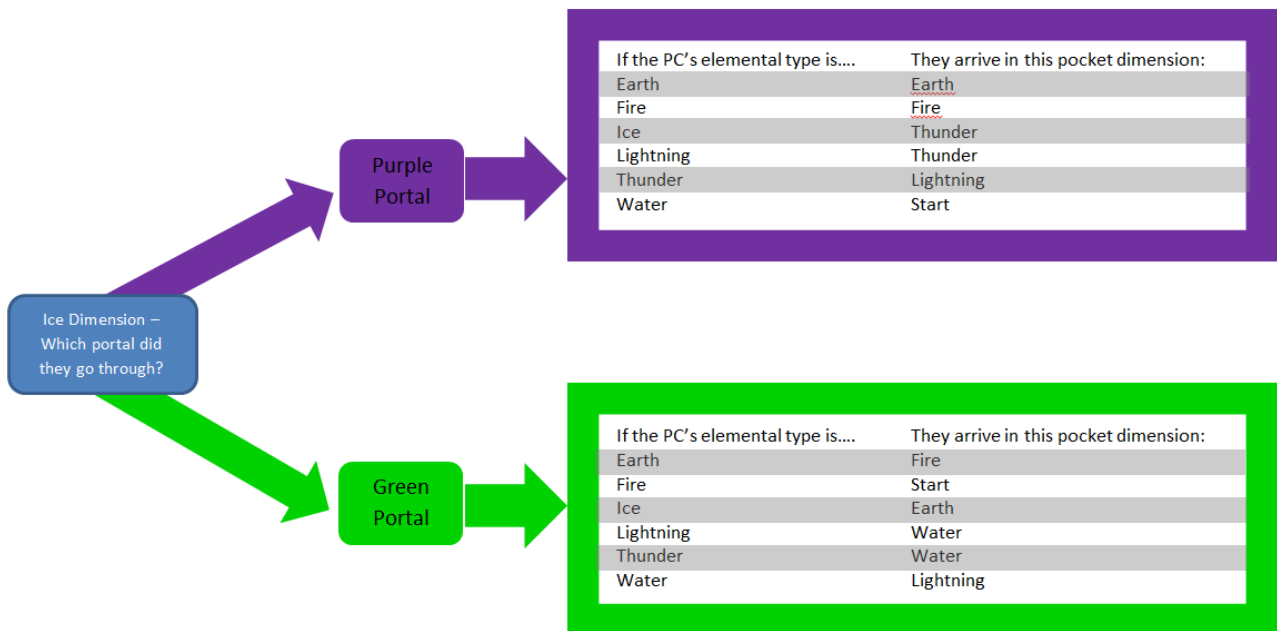 Ice Dimension –
Which portal did
they go through?
Purple
Portal
If the PC’s elemental type is…. They arrive in this pocket dimension:
Earth Earth
Fire Fire
Ice Thunder
Lightning Thunder
Thunder Lightning
Water Start
Green
Portal
If the PC’s elemental type is…. They arrive in this pocket dimension:
Earth Fire
Fire Start
Ice Earth
Lightning Water
Thunder Water
Water Lightning